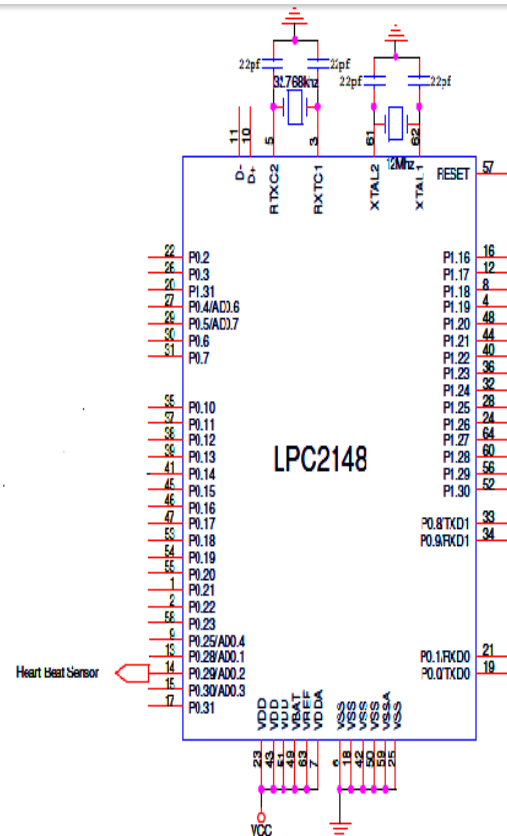 22pf 22pf
22pf 22pf
32.768khz
12Mhz
11 10 5 3 61 62
D- D+ RTXC2 RXTC1 XTAL2 XTAL1
RESET 57
22 P0.2
26 P0.3
20 P1.31
27 P0.4/AD0.6
29 P0.5/AD0.7
30 P0.6
31 P0.7
35 P0.10
37 P0.11
38 P0.12
39 P0.13
41 P0.14
45 P0.15
46 P0.16
47 P0.17
53 P0.18
54 P0.19
55 P0.20
1 P0.21
2 P0.22
58 P0.23
9 P0.25/AD0.4
13 P0.28/AD0.1
Heart Beat Sensor 14 P0.29/AD0.2
15 P0.30/AD0.3
17 P0.31
LPC2148
P1.16 16
P1.17 12
P1.18 8
P1.19 4
P1.20 48
P1.21 44
P1.22 40
P1.23 36
P1.24 32
P1.25 28
P1.26 24
P1.27 64
P1.28 60
P1.29 56
P1.30 52
P0.8/TXD1 33
P0.9/RXD1 34
P0.1/RXD0 21
P0.0/TXD0 19
VDD VDD VDD VBAT VREF VDDA VSS VSS VSS VSS VSSA VSS
23 43 51 49 63 7 6 18 42 50 59 25
VCC